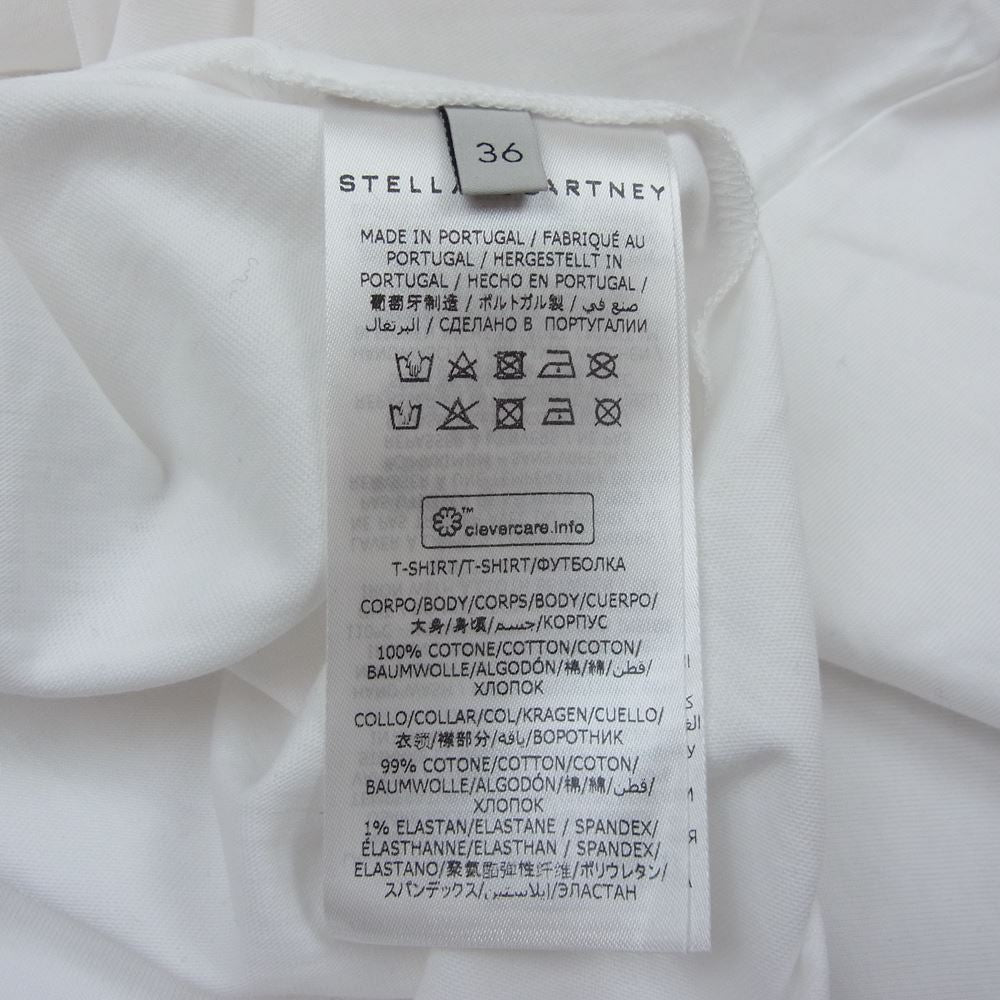 36
STELLA McCARTNEY
MADE IN PORTUGAL / FABRIQUÉ AU
PORTUGAL / HERGESTELLT IN
PORTUGAL / HECHO EN PORTUGAL /
葡萄牙制造 / ポルトガル製 / صنع في
البرتغال / СДЕЛАНО В ПОРТУГАЛИИ
clevercare.info
T-SHIRT/T-SHIRT/ФУТБОЛКА
CORPO/BODY/CORPS/BODY/CUERPO/
大身/身頃/جسم/КОРПУС
100% COTONE/COTTON/COTON/
BAUMWOLLE/ALGODÓN/棉/綿/قطن/
ХЛОПОК
COLLO/COLLAR/COL/KRAGEN/CUELLO/
衣领/襟部分/ياقة/ВОРОТНИК
99% COTONE/COTTON/COTON/
BAUMWOLLE/ALGODÓN/棉/綿/قطن/
ХЛОПОК
1% ELASTAN/ELASTANE / SPANDEX/
ÉLASTHANNE/ELASTHAN / SPANDEX/
ELASTANO/聚氨酯弹性纤维/ポリウレタン/
スパンデックス/إيلاستين/ЭЛАСТАН